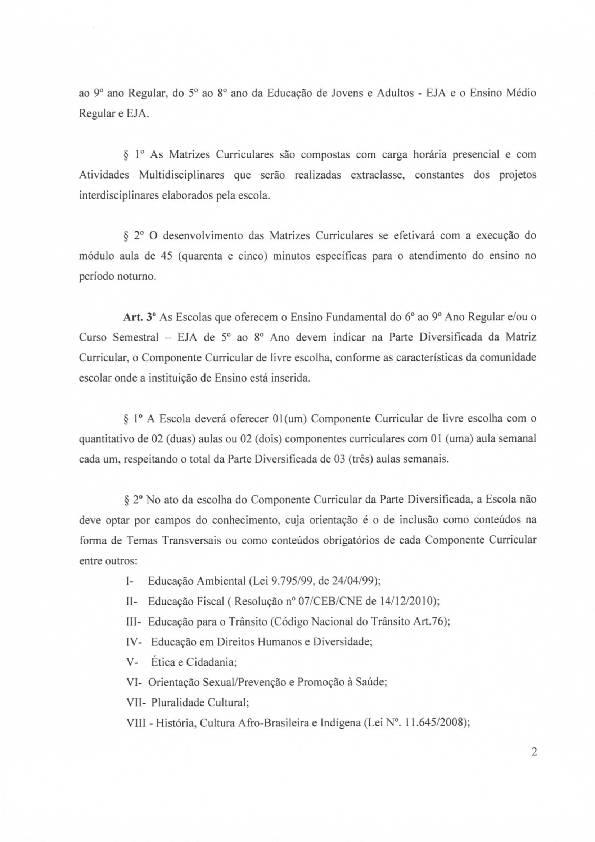 ao 9º ano Regular, do 5º ao 8º ano da Educação de Jovens e Adultos - EJA e o Ensino Médio
Regular e EJA.
§ 1º As Matrizes Curriculares são compostas com carga horária presencial e com
Atividades Multidisciplinares que serão realizadas extraclasse, constantes dos projetos
interdisciplinares elaborados pela escola.
§ 2º O desenvolvimento das Matrizes Curriculares se efetivará com a execução do
módulo aula de 45 (quarenta e cinco) minutos específicas para o atendimento do ensino no
período noturno.
Art. 3º As Escolas que oferecem o Ensino Fundamental do 6º ao 9º Ano Regular e/ou o
Curso Semestral – EJA de 5º ao 8º Ano devem indicar na Parte Diversificada da Matriz
Curricular, o Componente Curricular de livre escolha, conforme as características da comunidade
escolar onde a instituição de Ensino está inserida.
§ 1º A Escola deverá oferecer 01(um) Componente Curricular de livre escolha com o
quantitativo de 02 (duas) aulas ou 02 (dois) componentes curriculares com 01 (uma) aula semanal
cada um, respeitando o total da Parte Diversificada de 03 (três) aulas semanais.
§ 2º No ato da escolha do Componente Curricular da Parte Diversificada, a Escola não
deve optar por campos do conhecimento, cuja orientação é o de inclusão como conteúdos na
forma de Temas Transversais ou como conteúdos obrigatórios de cada Componente Curricular
entre outros:
I- Educação Ambiental (Lei 9.795/99, de 24/04/99);
II- Educação Fiscal ( Resolução nº 07/CEB/CNE de 14/12/2010);
III- Educação para o Trânsito (Código Nacional do Trânsito Art.76);
IV- Educação em Direitos Humanos e Diversidade;
V- Ética e Cidadania;
VI- Orientação Sexual/Prevenção e Promoção à Saúde;
VII- Pluralidade Cultural;
VIII - História, Cultura Afro-Brasileira e Indígena (Lei Nº. 11.645/2008);
2